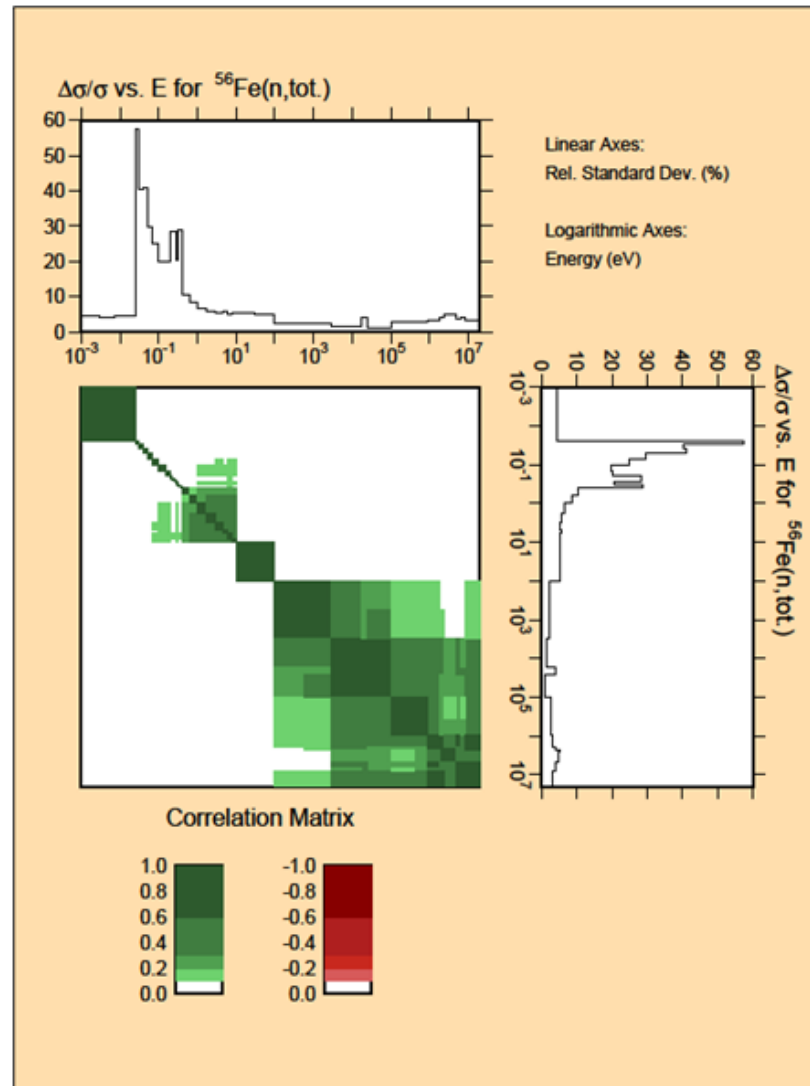 Δσ/σ vs. E for ⁵⁶Fe(n,tot.)
60
50
40
30
20
10
0
10⁻³ 10⁻¹ 10¹ 10³ 10⁵ 10⁷
Linear Axes:
Rel. Standard Dev. (%)
Logarithmic Axes:
Energy (eV)
0 10 20 30 40 50 60
10⁻³
10⁻¹
10¹
10³
10⁵
10⁷
Δσ/σ vs. E for ⁵⁶Fe(n,tot.)
Correlation Matrix
1.0
0.8
0.6
0.4
0.2
0.0
-1.0
-0.8
-0.6
-0.4
-0.2
-0.0